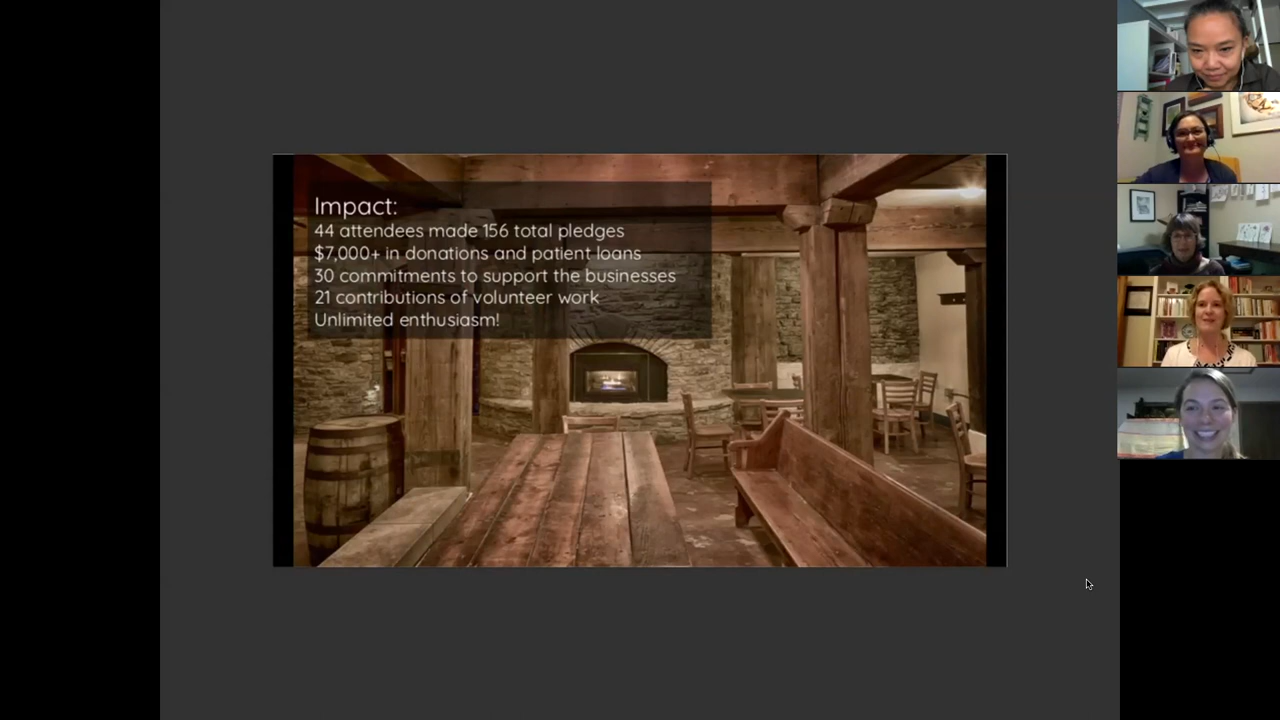 Impact:
44 attendees made 156 total pledges
$7,000+ in donations and patient loans
30 commitments to support the businesses
21 contributions of volunteer work
Unlimited enthusiasm!